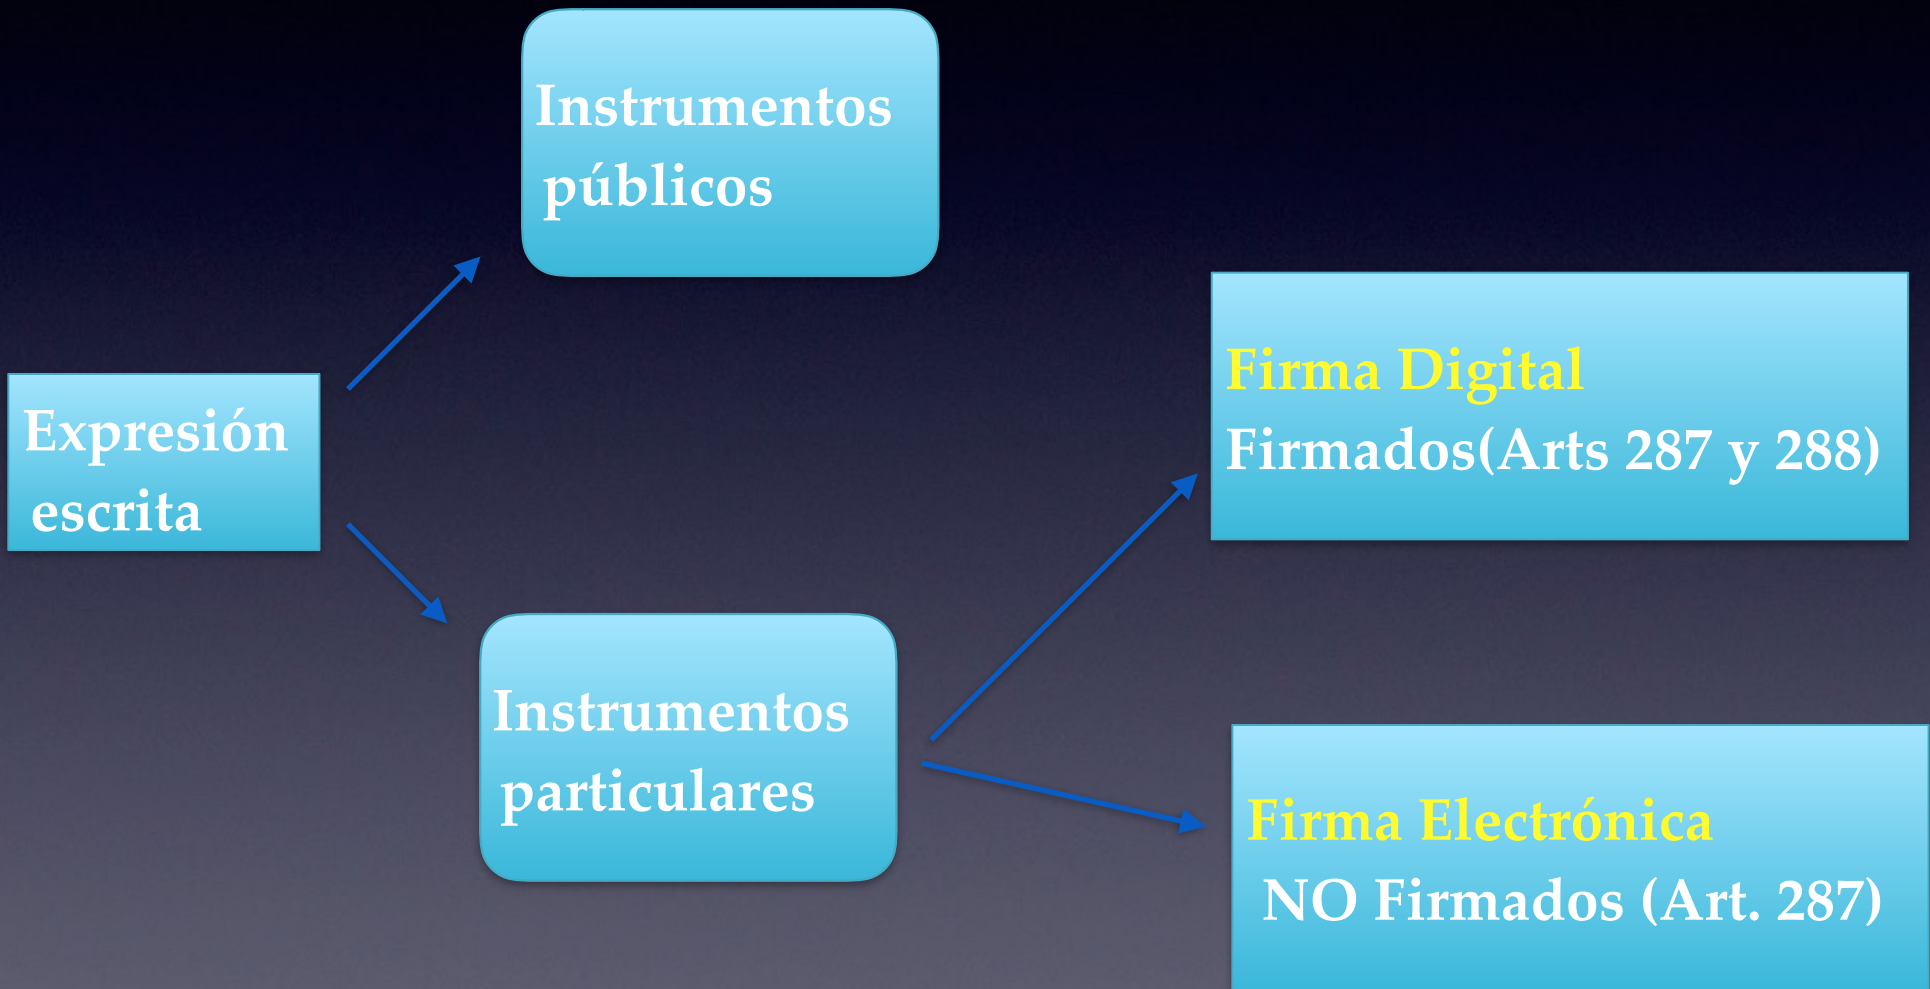 Instrumentos
públicos
Expresión
escrita
Instrumentos
particulares
Firma Digital
Firmados(Arts 287 y 288)
Firma Electrónica
NO Firmados (Art. 287)